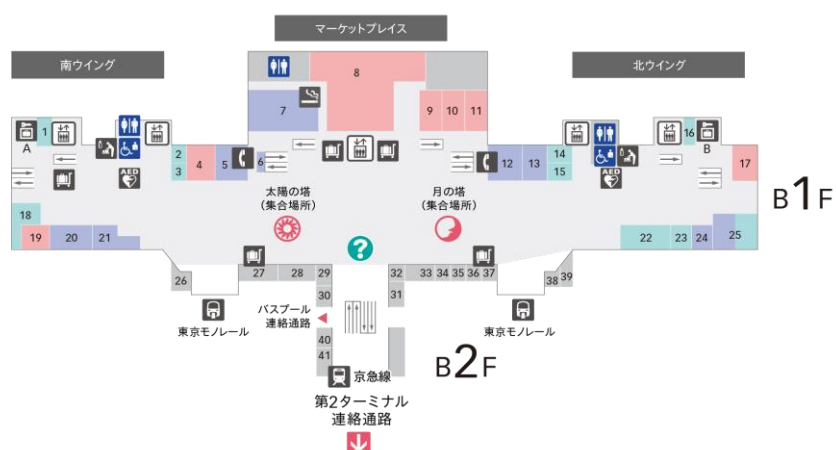 マーケットプレイス
南ウイング
北ウイング
8
7
9
10
11
1
A
AED
2
3
4
5
6
12
13
14
15
16
B
AED
17
太陽の塔
(集合場所)
月の塔
(集合場所)
B1F
18
19
20
21
22
23
24
25
?
26
27
28
29
30
32
31
33
34
35
36
37
38
39
東京モノレール
バスプール
連絡通路
東京モノレール
40
41
B2F
京急線
第2ターミナル
連絡通路